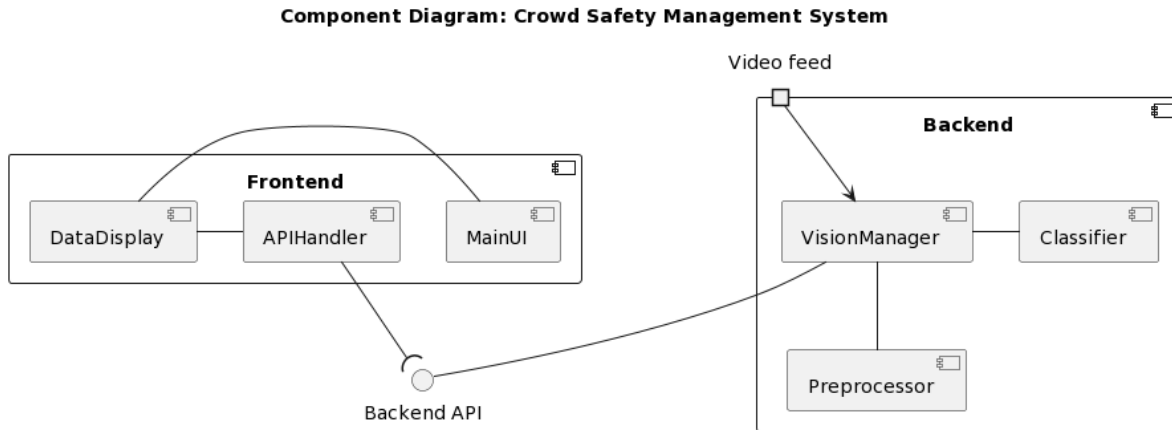 Component Diagram: Crowd Safety Management System
Video feed
Backend
Frontend
DataDisplay
APIHandler
MainUI
VisionManager
Classifier
Preprocessor
Backend API